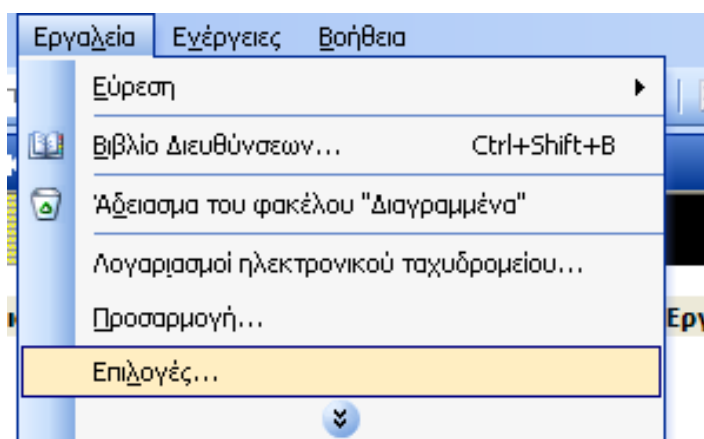 Εργαλεία Ενέργειες Βοήθεια
Εύρεση
Βιβλίο Διευθύνσεων... Ctrl+Shift+B
Άδειασμα του φακέλου "Διαγραμμένα"
Λογαριασμοί ηλεκτρονικού ταχυδρομείου...
Προσαρμογή...
Επιλογές...